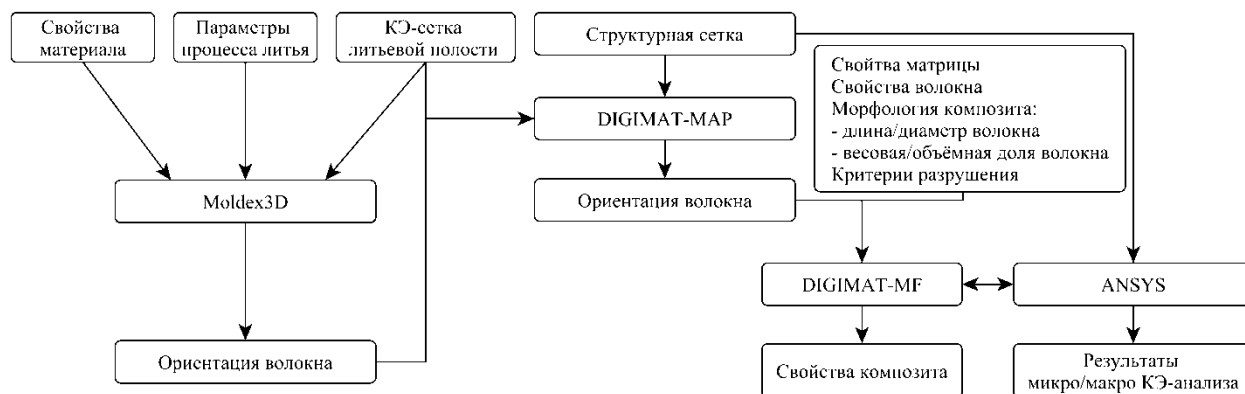 Свойства
материала
Параметры
процесса литья
КЭ-сетка
литьевой полости
Структурная сетка
Свойтва матрицы
Свойства волокна
Морфология композита:
- длина/диаметр волокна
- весовая/объёмная доля волокна
Критерии разрушения
DIGIMAT-MAP
Moldex3D
Ориентация волокна
DIGIMAT-MF
ANSYS
Ориентация волокна
Свойства композита
Результаты
микро/макро КЭ-анализа